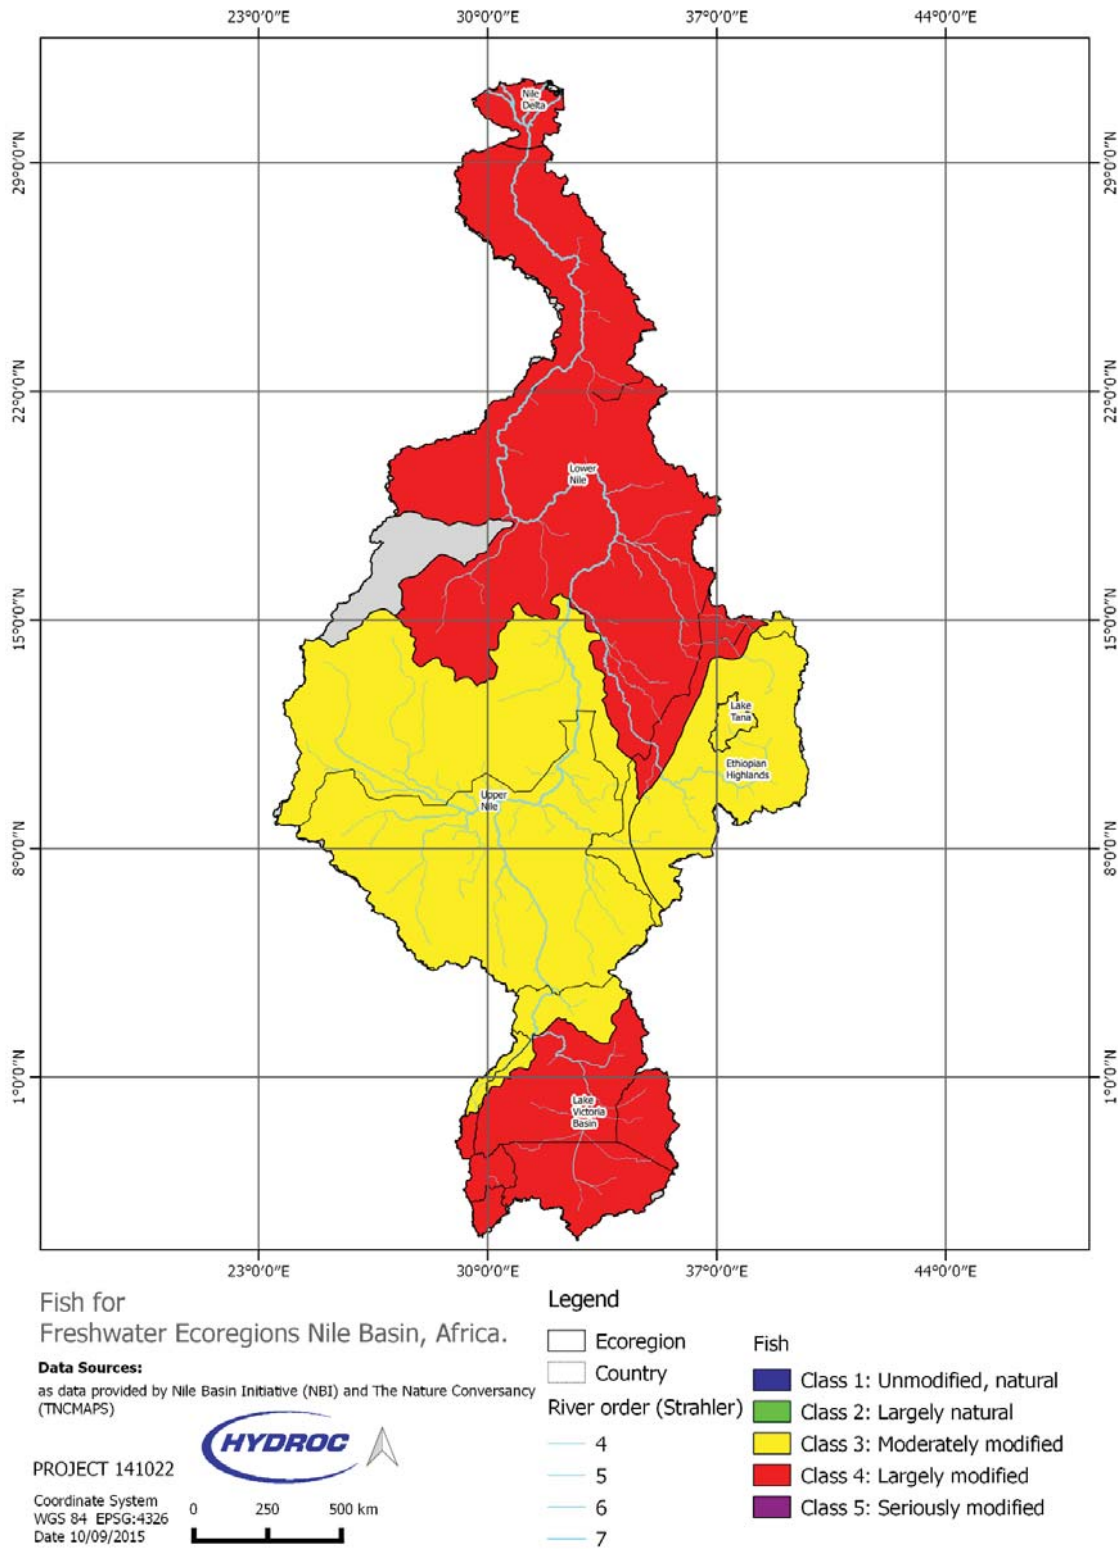 23°0'0"E 30°0'0"E 37°0'0"E 44°0'0"E
29°0'0"N 29°0'0"N
22°0'0"N 22°0'0"N
15°0'0"N 15°0'0"N
8°0'0"N 8°0'0"N
1°0'0"N 1°0'0"N
Nile
Delta
Lower
Nile
Lake
Tana
Ethiopian
Highlands
Upper
Nile
Lake
Victoria
Basin
23°0'0"E 30°0'0"E 37°0'0"E 44°0'0"E
Fish for
Freshwater Ecoregions Nile Basin, Africa.
Data Sources:
as data provided by Nile Basin Initiative (NBI) and The Nature Conversancy
(TNCMAPS)
HYDROC
PROJECT 141022
Coordinate System
WGS 84 EPSG:4326
Date 10/09/2015
0 250 500 km
Legend
Ecoregion
Country
River order (Strahler)
4
5
6
7
Fish
Class 1: Unmodified, natural
Class 2: Largely natural
Class 3: Moderately modified
Class 4: Largely modified
Class 5: Seriously modified